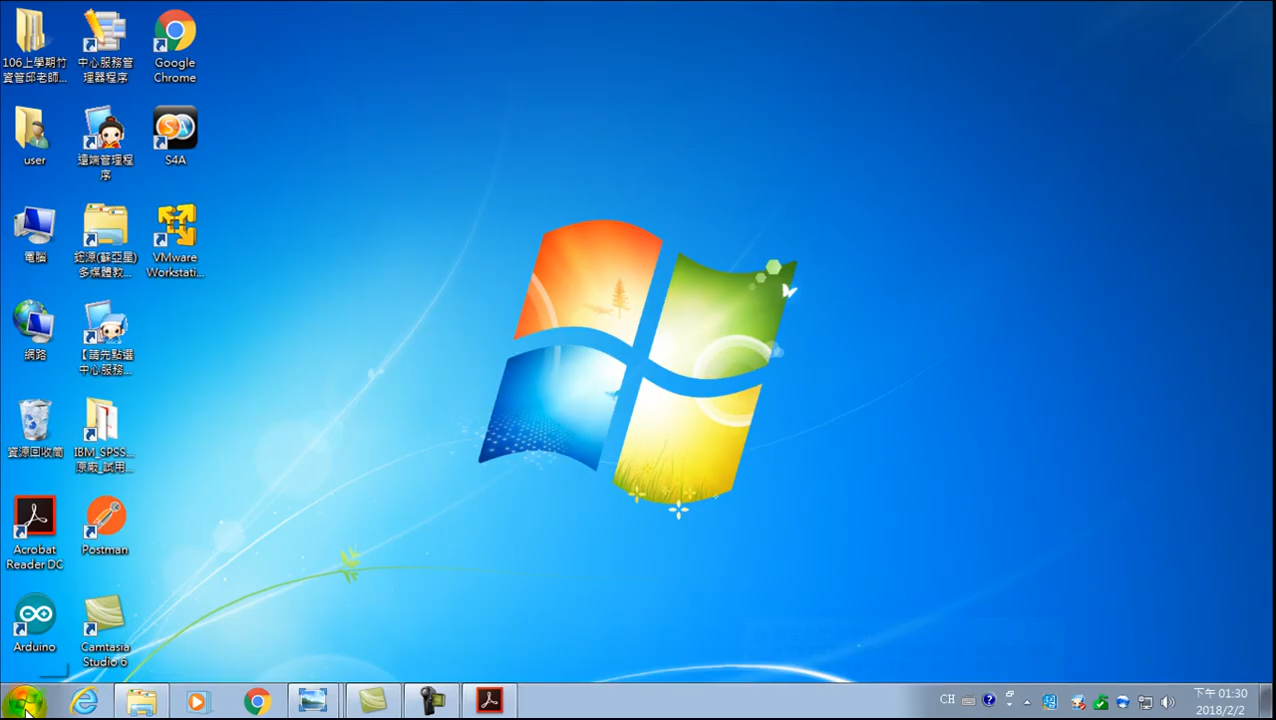 106上學期竹
資管邱老師...
中心服務管
理器程序
Google
Chrome
user
遠端管理程
序
S4A
電腦
(蘇亞星)
多媒體教...
VMware
Workstati...
網路
【請先點選
中心服務...
資源回收筒
IBM_SPSS...
原廠_試用...
Acrobat
Reader DC
Postman
Arduino
Camtasia
Studio 6
CH
下午 01:30
2018/2/2